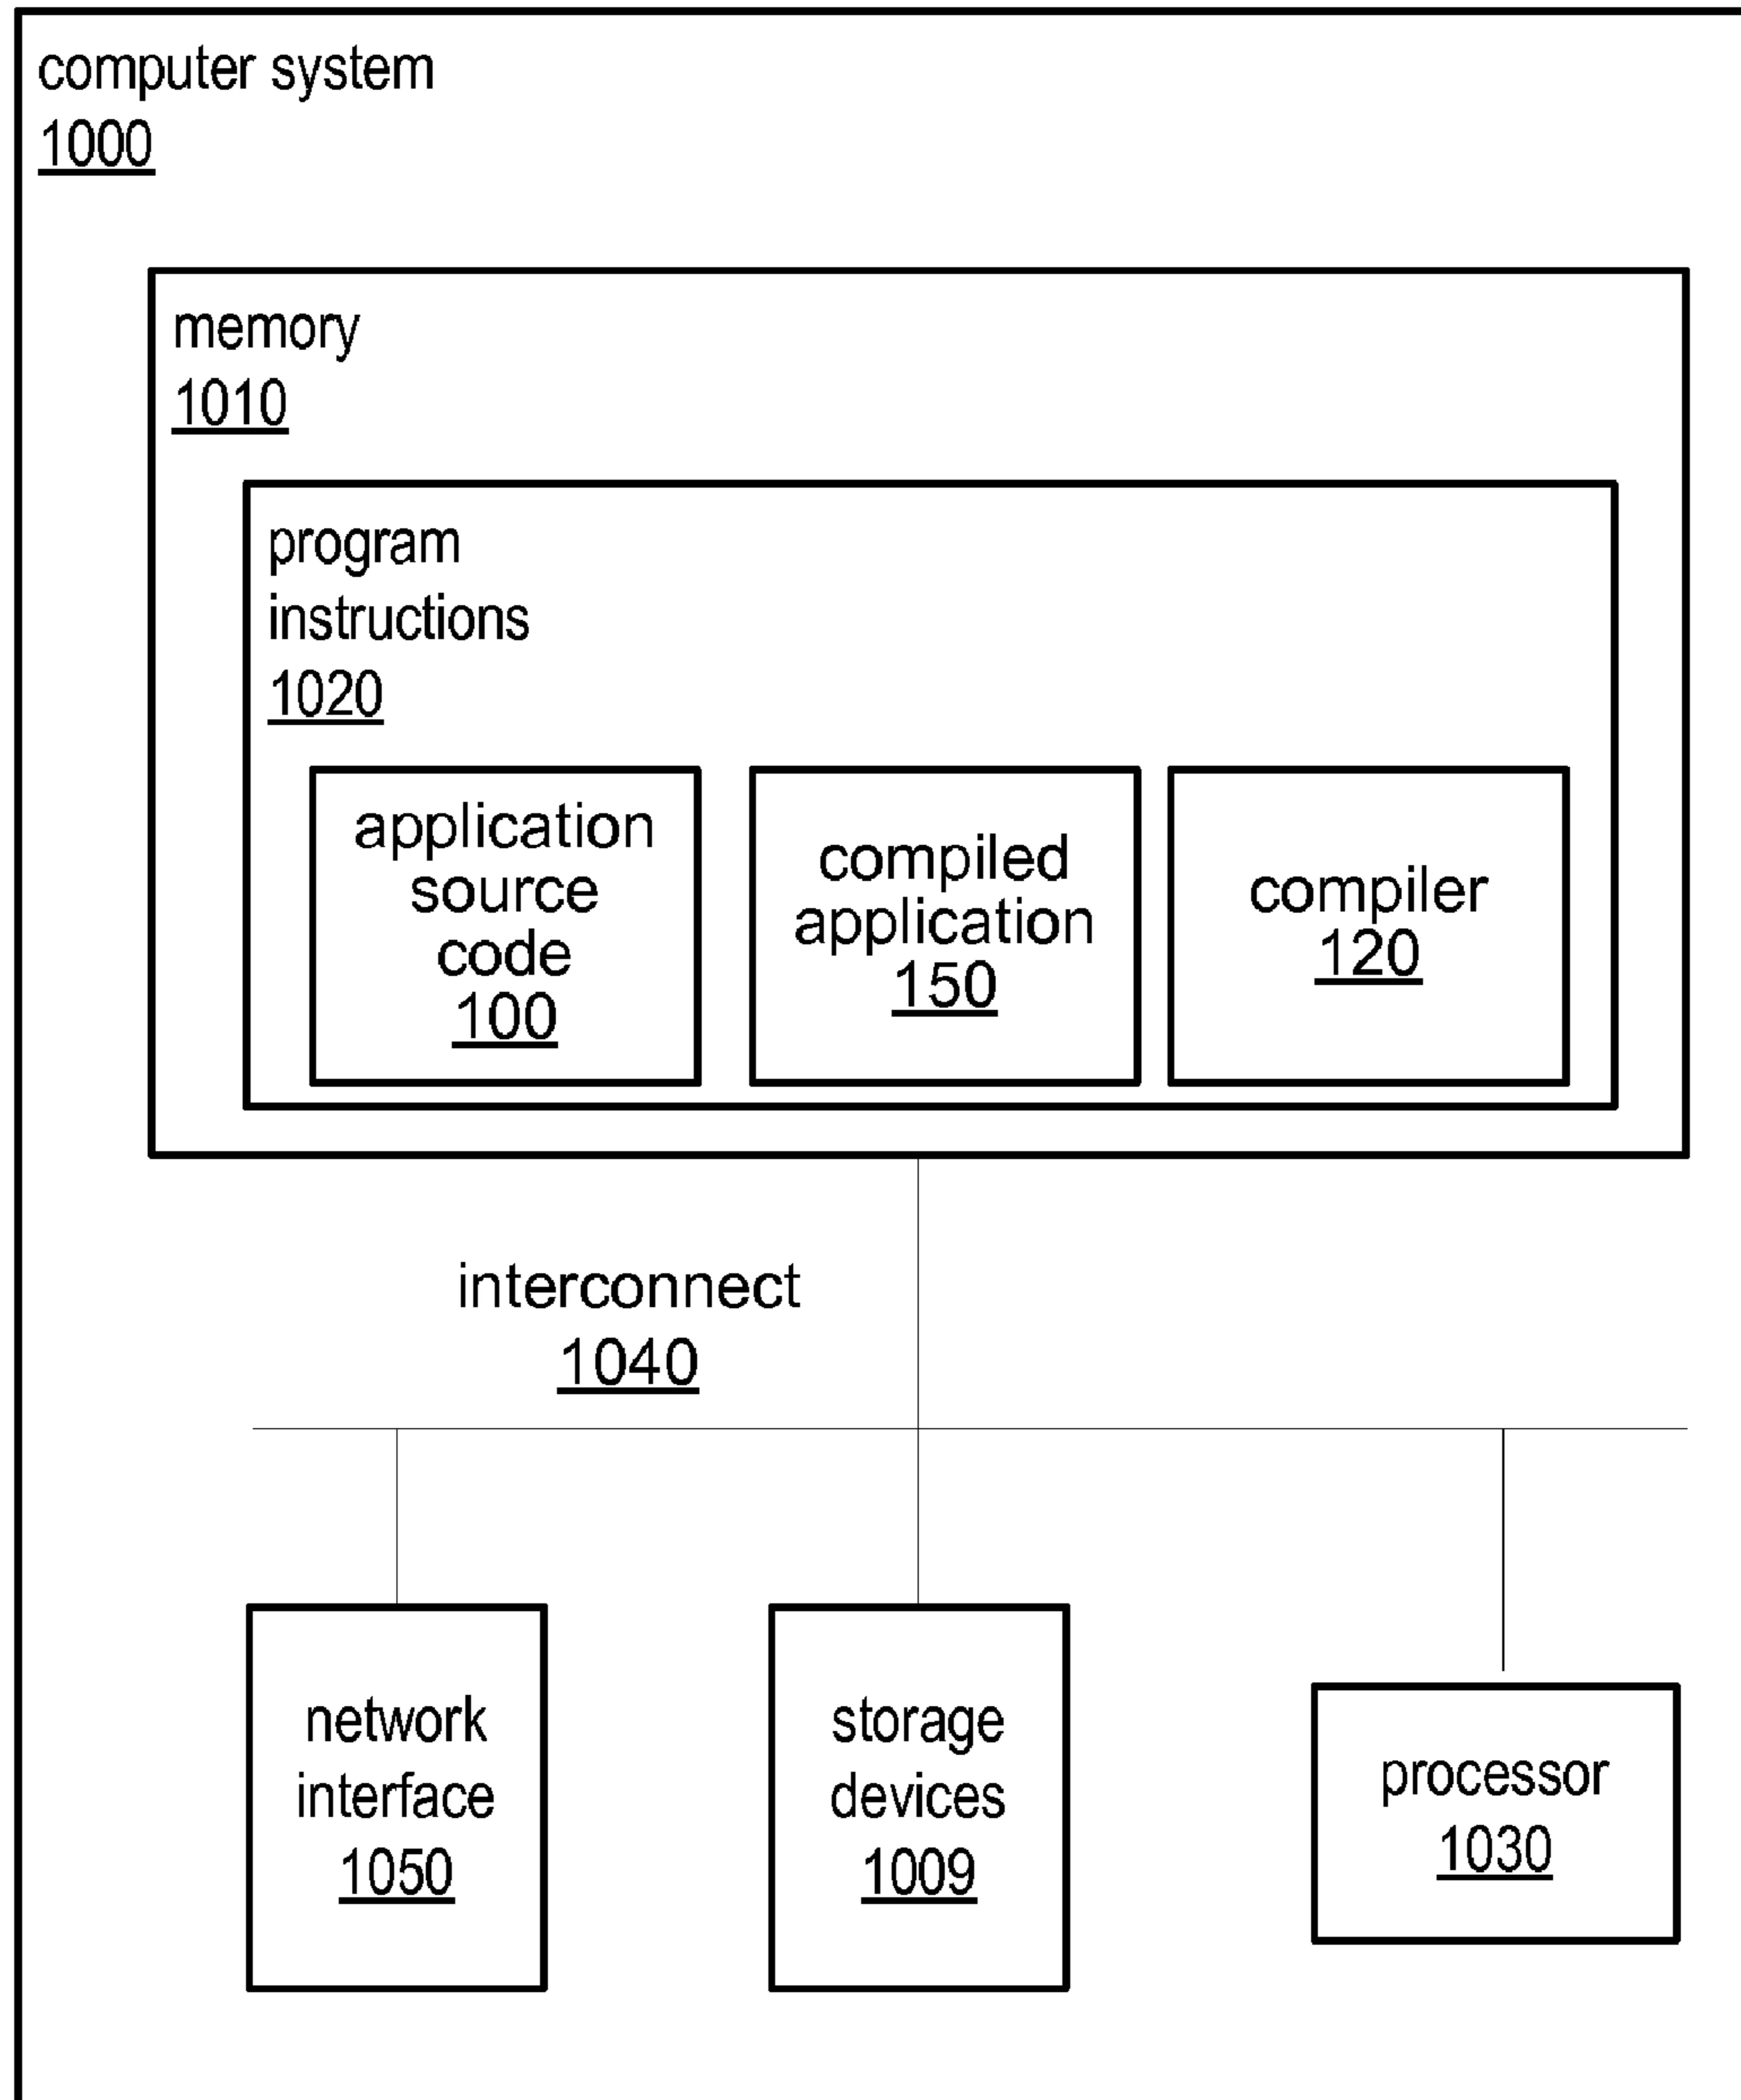 computer system
1000
memory
1010
program
instructions
1020
application
source
code
100
compiled
application
150
compiler
120
interconnect
1040
network
interface
1050
storage
devices
1009
processor
1030